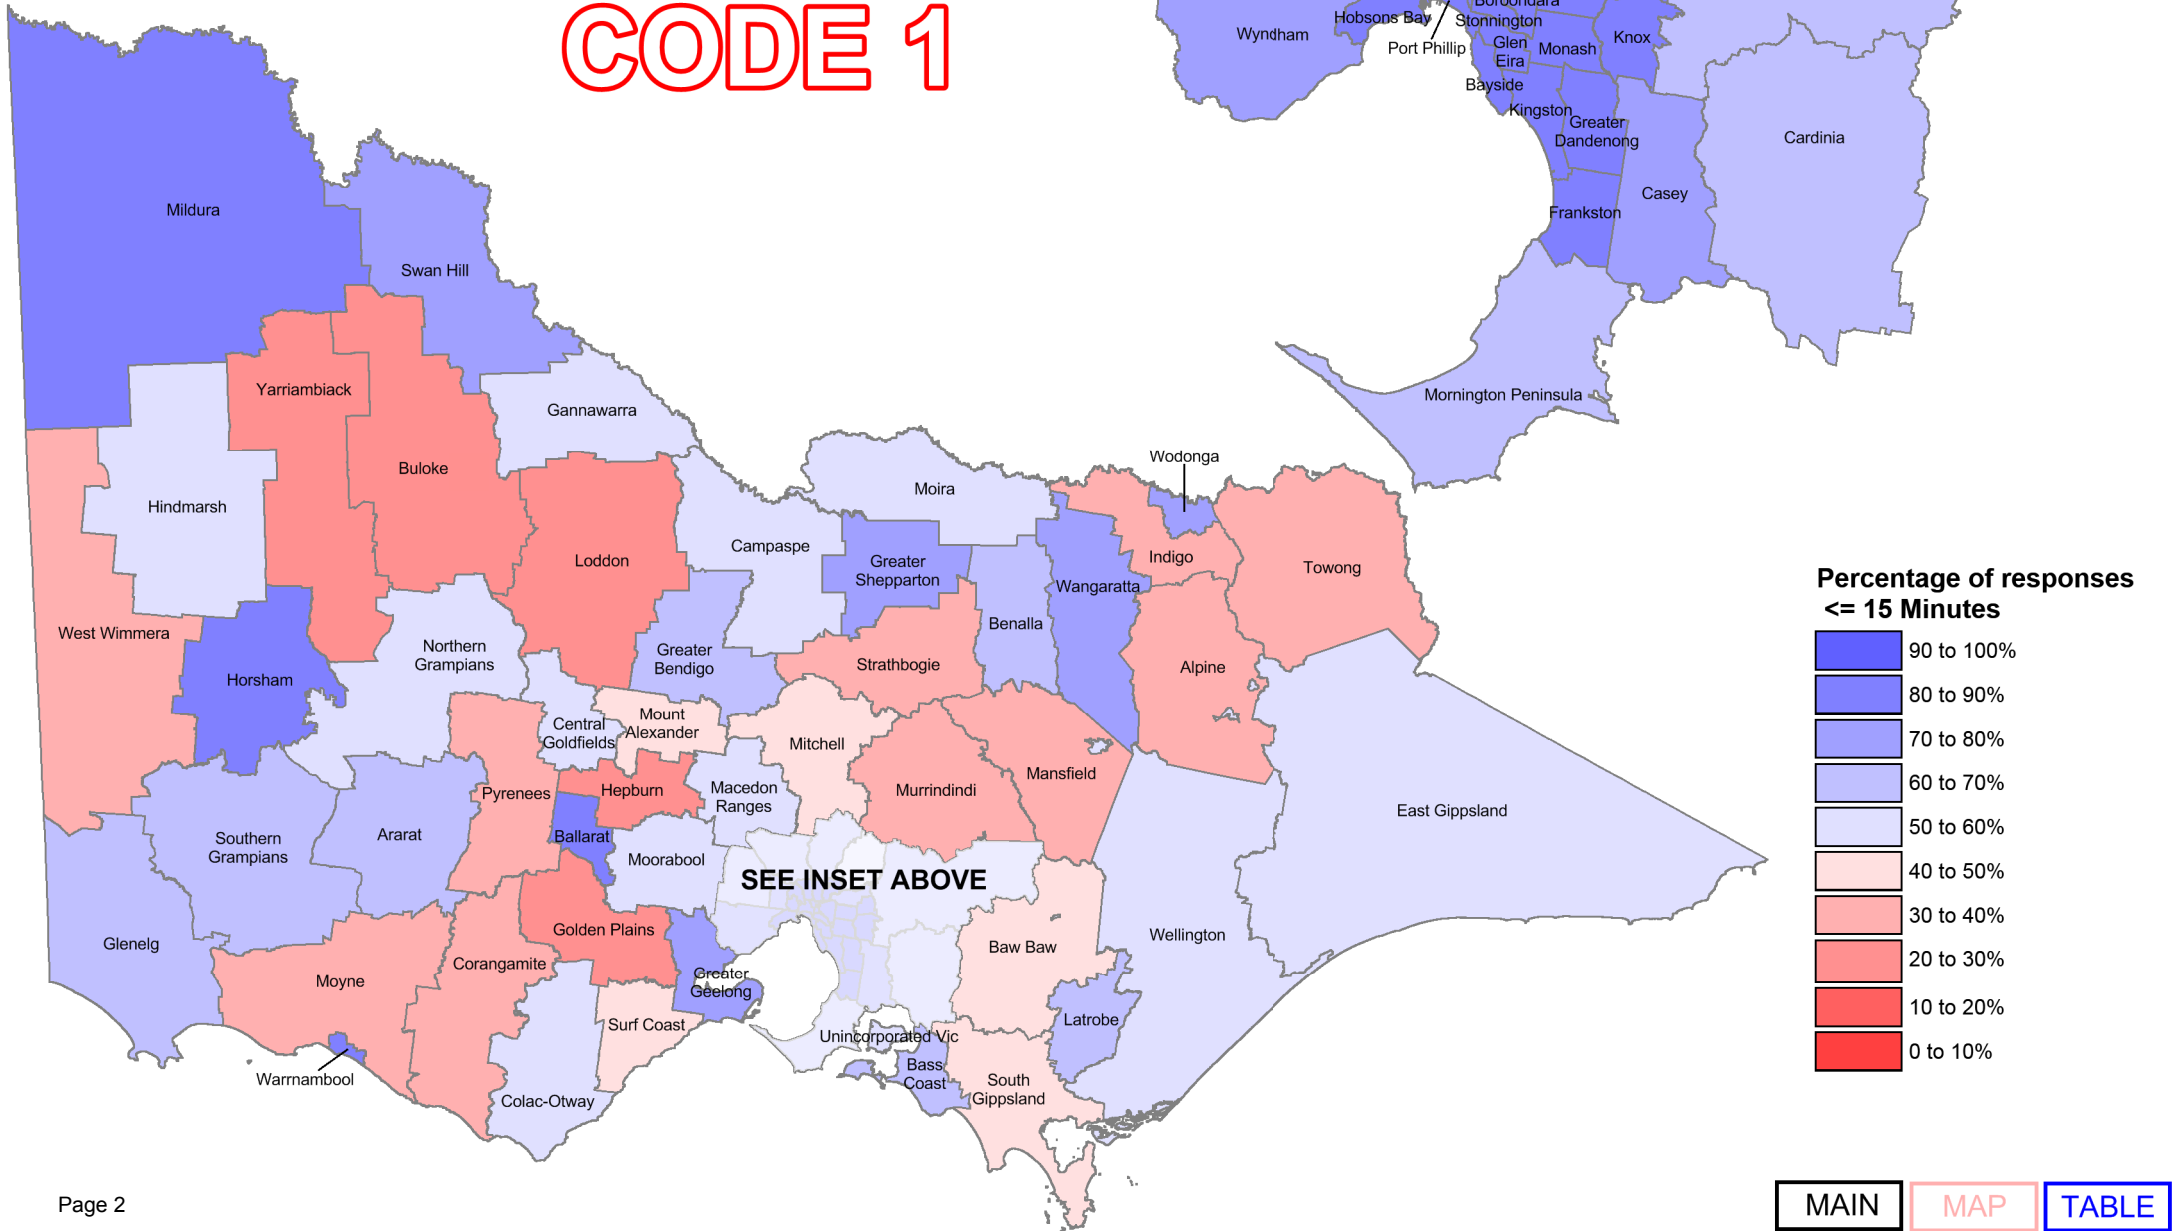 CODE 1
Boroondara
Hobsons Bay
Stonnington
Wyndham
Port Phillip
Glen
Eira
Monash
Knox
Bayside
Kingston
Greater
Dandenong
Cardinia
Casey
Frankston
Mornington Peninsula
Mildura
Swan Hill
Yarriambiack
Gannawarra
Buloke
Hindmarsh
Wodonga
Moira
Campaspe
Loddon
Greater
Shepparton
Indigo
Towong
Wangaratta
Benalla
West Wimmera
Northern
Grampians
Greater
Bendigo
Strathbogie
Alpine
Horsham
Central
Goldfields
Mount
Alexander
Mitchell
Mansfield
Pyrenees
Hepburn
Macedon
Ranges
Murrindindi
East Gippsland
Southern
Grampians
Ararat
Ballarat
Moorabool
SEE INSET ABOVE
Glenelg
Golden Plains
Wellington
Baw Baw
Moyne
Corangamite
Greater
Geelong
Surf Coast
Unincorporated Vic
Latrobe
Bass
Coast
South
Gippsland
Warrnambool
Colac-Otway
Percentage of responses
<= 15 Minutes
90 to 100%
80 to 90%
70 to 80%
60 to 70%
50 to 60%
40 to 50%
30 to 40%
20 to 30%
10 to 20%
0 to 10%
Page 2
MAIN
MAP
TABLE